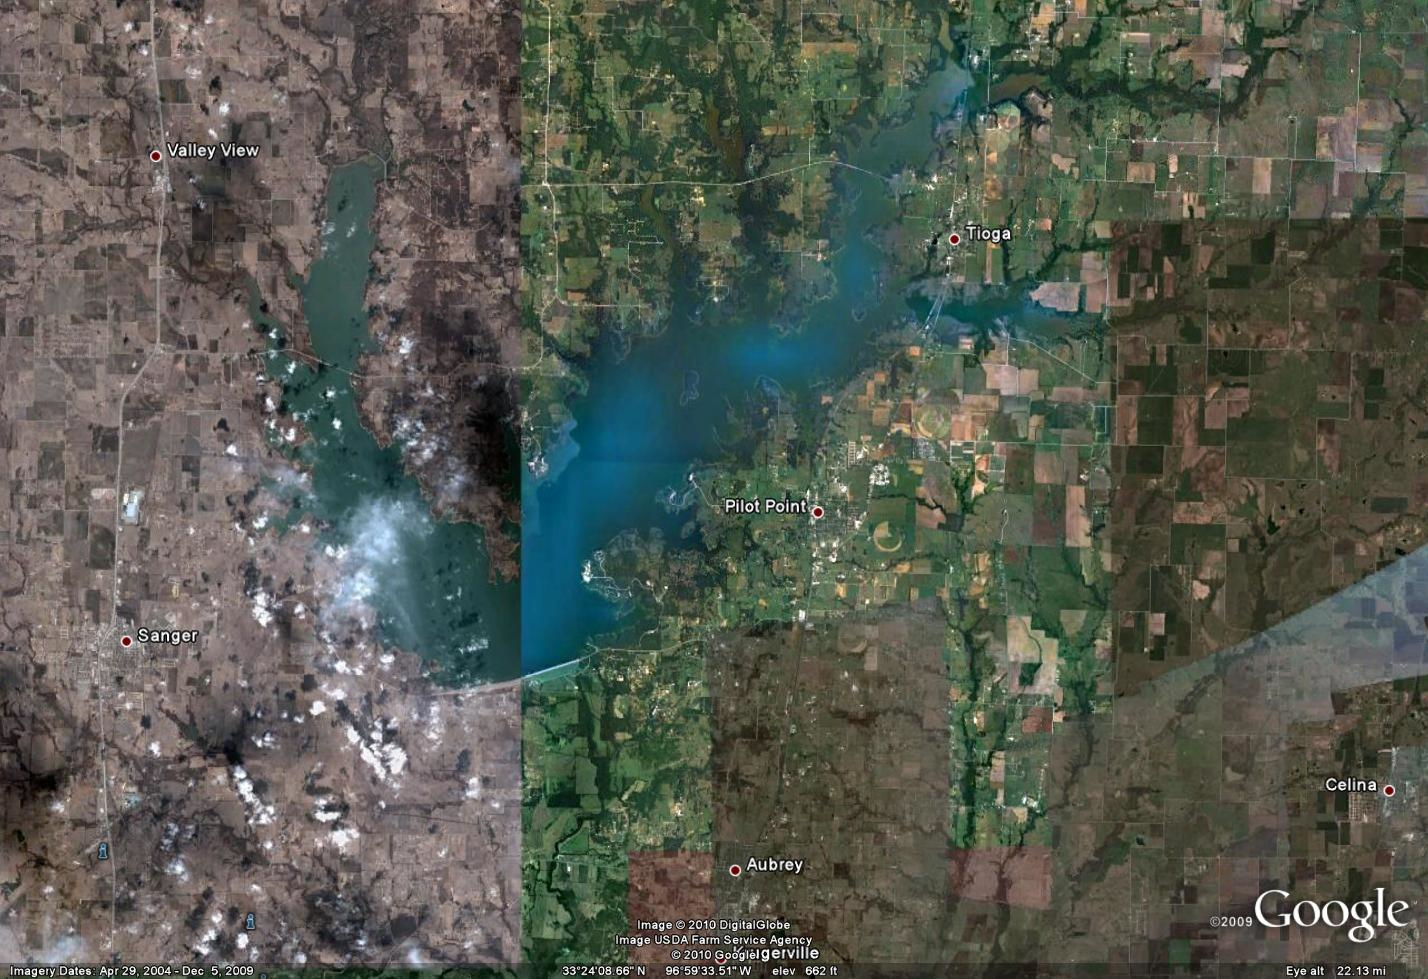 Valley View
Tioga
Pilot Point
Sanger
Celina
Aubrey
Image © 2010 DigitalGlobe
Image USDA Farm Service Agency
© 2010 Google
©2009 Google
Imagery Dates: Apr 29, 2004 - Dec 5, 2009
33°24'08.66" N 96°59'33.51" W elev 662 ft
Eye alt 22.13 mi